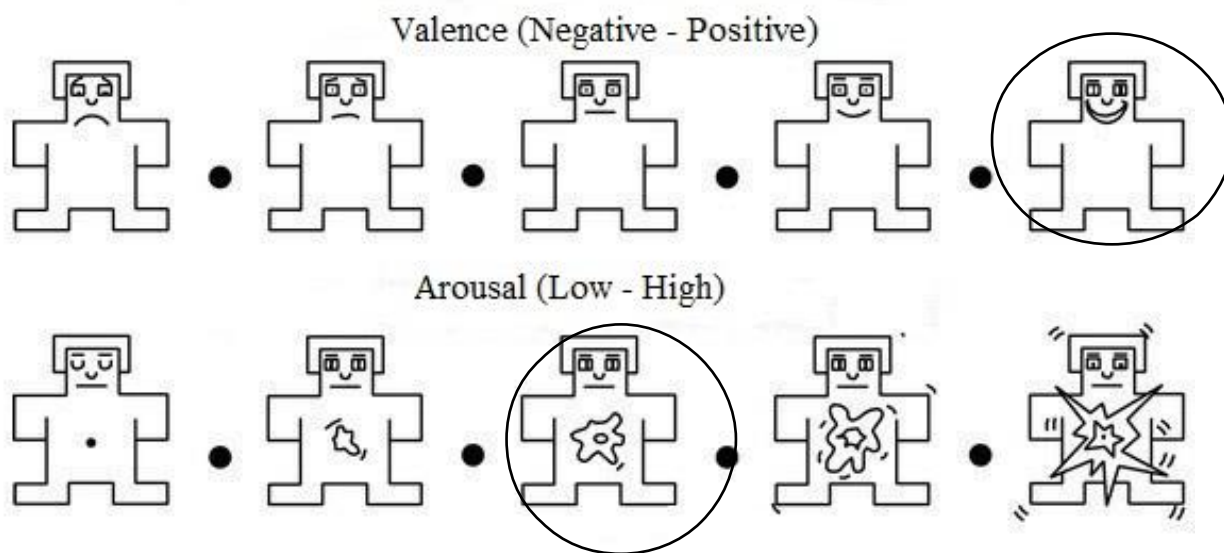 Valence (Negative - Positive)
Arousal (Low - High)